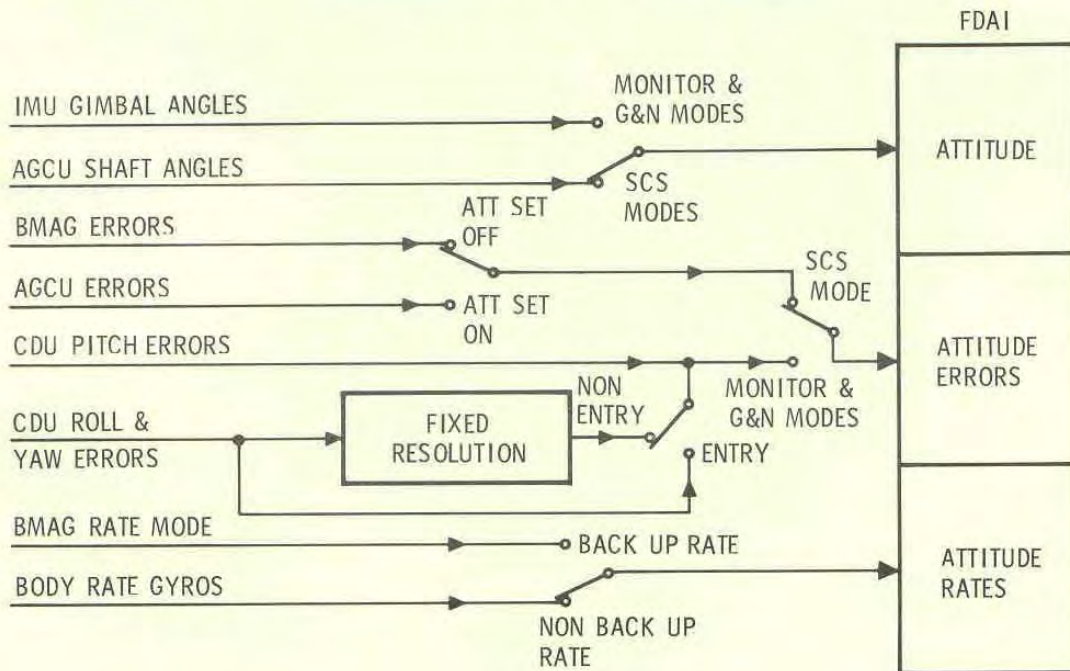 FDAI
IMU GIMBAL ANGLES
MONITOR &
G&N MODES
ATTITUDE
AGCU SHAFT ANGLES
SCS
MODES
ATT SET
OFF
BMAG ERRORS
SCS
MODE
AGCU ERRORS
ATT SET
ON
CDU PITCH ERRORS
ATTITUDE
ERRORS
NON
ENTRY
MONITOR &
G&N MODES
CDU ROLL &
YAW ERRORS
FIXED
RESOLUTION
ENTRY
BMAG RATE MODE
BACK UP RATE
BODY RATE GYROS
ATTITUDE
RATES
NON BACK UP
RATE